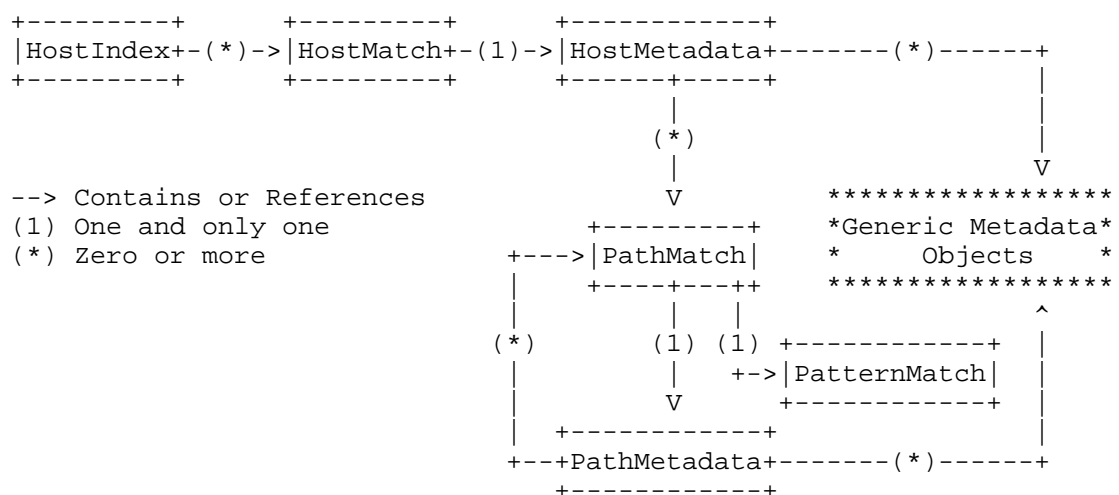 +---------+       +---------+       +------------+
|HostIndex+-(*)->|HostMatch+-(1)->|HostMetadata+-------(*)------+
+---------+       +---------+       +------+-----+                |
                                          |                      |
                                         (*)                     |
                                          |                      V
--> Contains or References                V         ******************
(1) One and only one                 +---------+    *Generic Metadata*
(*) Zero or more                +--->|PathMatch|    *     Objects    *
                                |    +----+---++    ******************
                                |         |   |                  ^
                               (*)       (1) (1) +------------+  |
                                |         |   +->|PatternMatch|  |
                                |         V      +------------+  |
                                |  +------------+                |
                                +--+PathMetadata+-------(*)------+
                                   +------------+